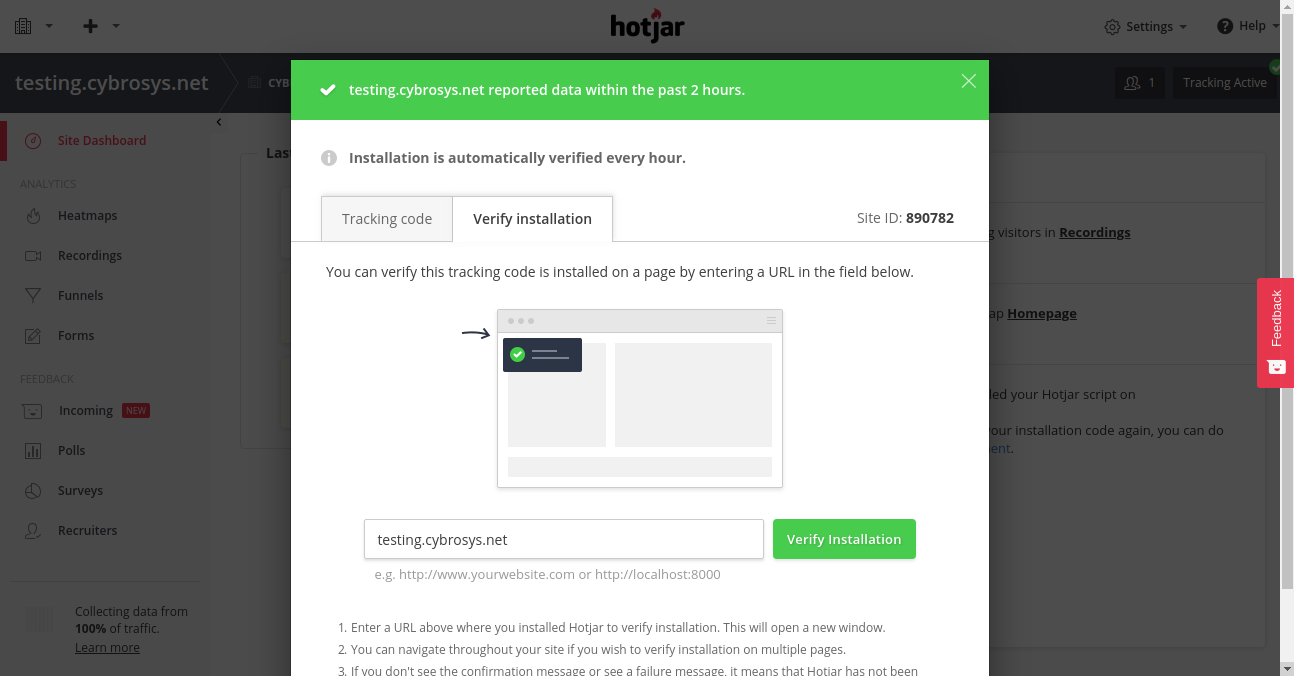 hotjar
Settings
Help
testing.cybrosys.net
CYB
1
Tracking Active
testing.cybrosys.net reported data within the past 2 hours.
Site Dashboard
ANALYTICS
Heatmaps
Recordings
Funnels
Forms
FEEDBACK
Incoming NEW
Polls
Surveys
Recruiters
Collecting data from
100% of traffic.
Learn more
Las
Installation is automatically verified every hour.
Tracking code
Verify installation
Site ID: 890782
You can verify this tracking code is installed on a page by entering a URL in the field below.
testing.cybrosys.net
Verify Installation
e.g. http://www.yourwebsite.com or http://localhost:8000
1. Enter a URL above where you installed Hotjar to verify installation. This will open a new window.
2. You can navigate throughout your site if you wish to verify installation on multiple pages.
3. If you don't see the confirmation message or see a failure message, it means that Hotjar has not been
g visitors in Recordings
ap Homepage
led your Hotjar script on
our installation code again, you can do
ent.
Feedback